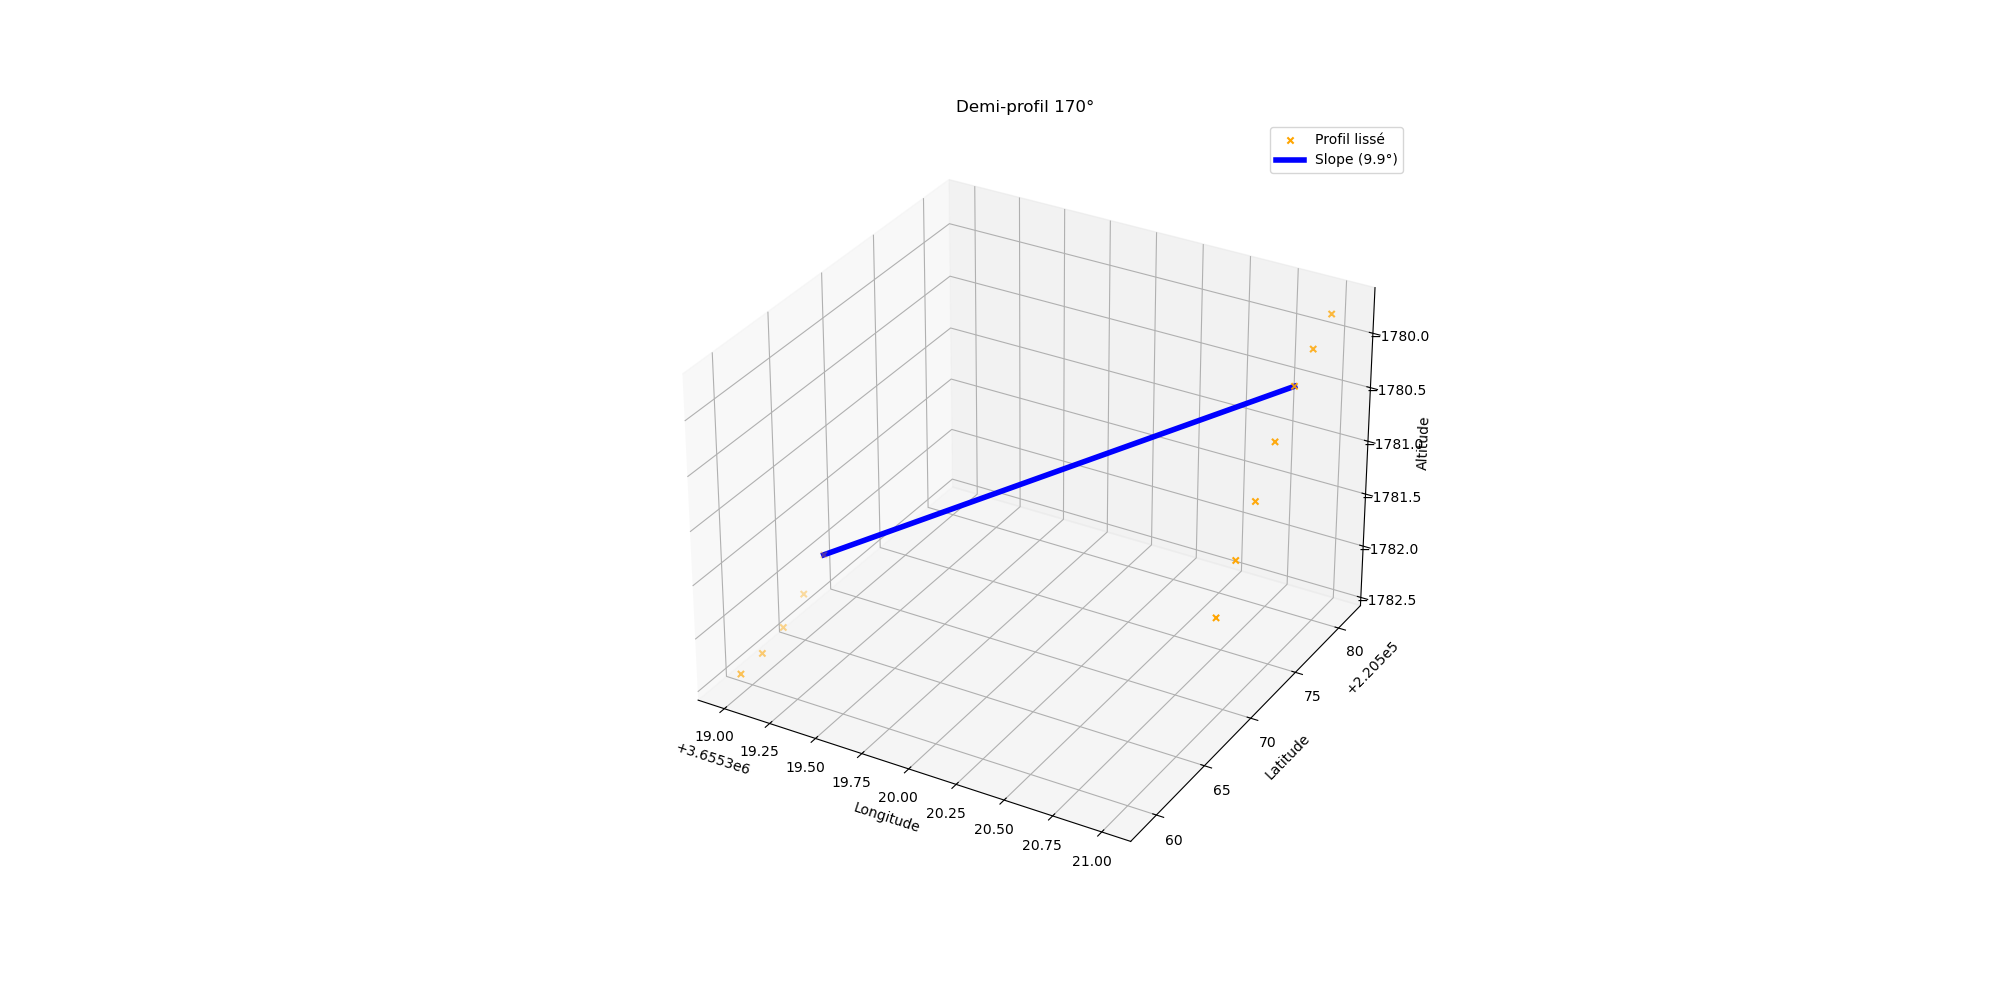 Demi-profil 170°
Profil lissé
Slope (9.9°)
−1780.0
−1780.5
−1781.0
−1781.5
−1782.0
−1782.5
Altitude
80
75
70
65
60
+2.205e5
Latitude
19.00
19.25
19.50
19.75
20.00
20.25
20.50
20.75
21.00
+3.6553e6
Longitude